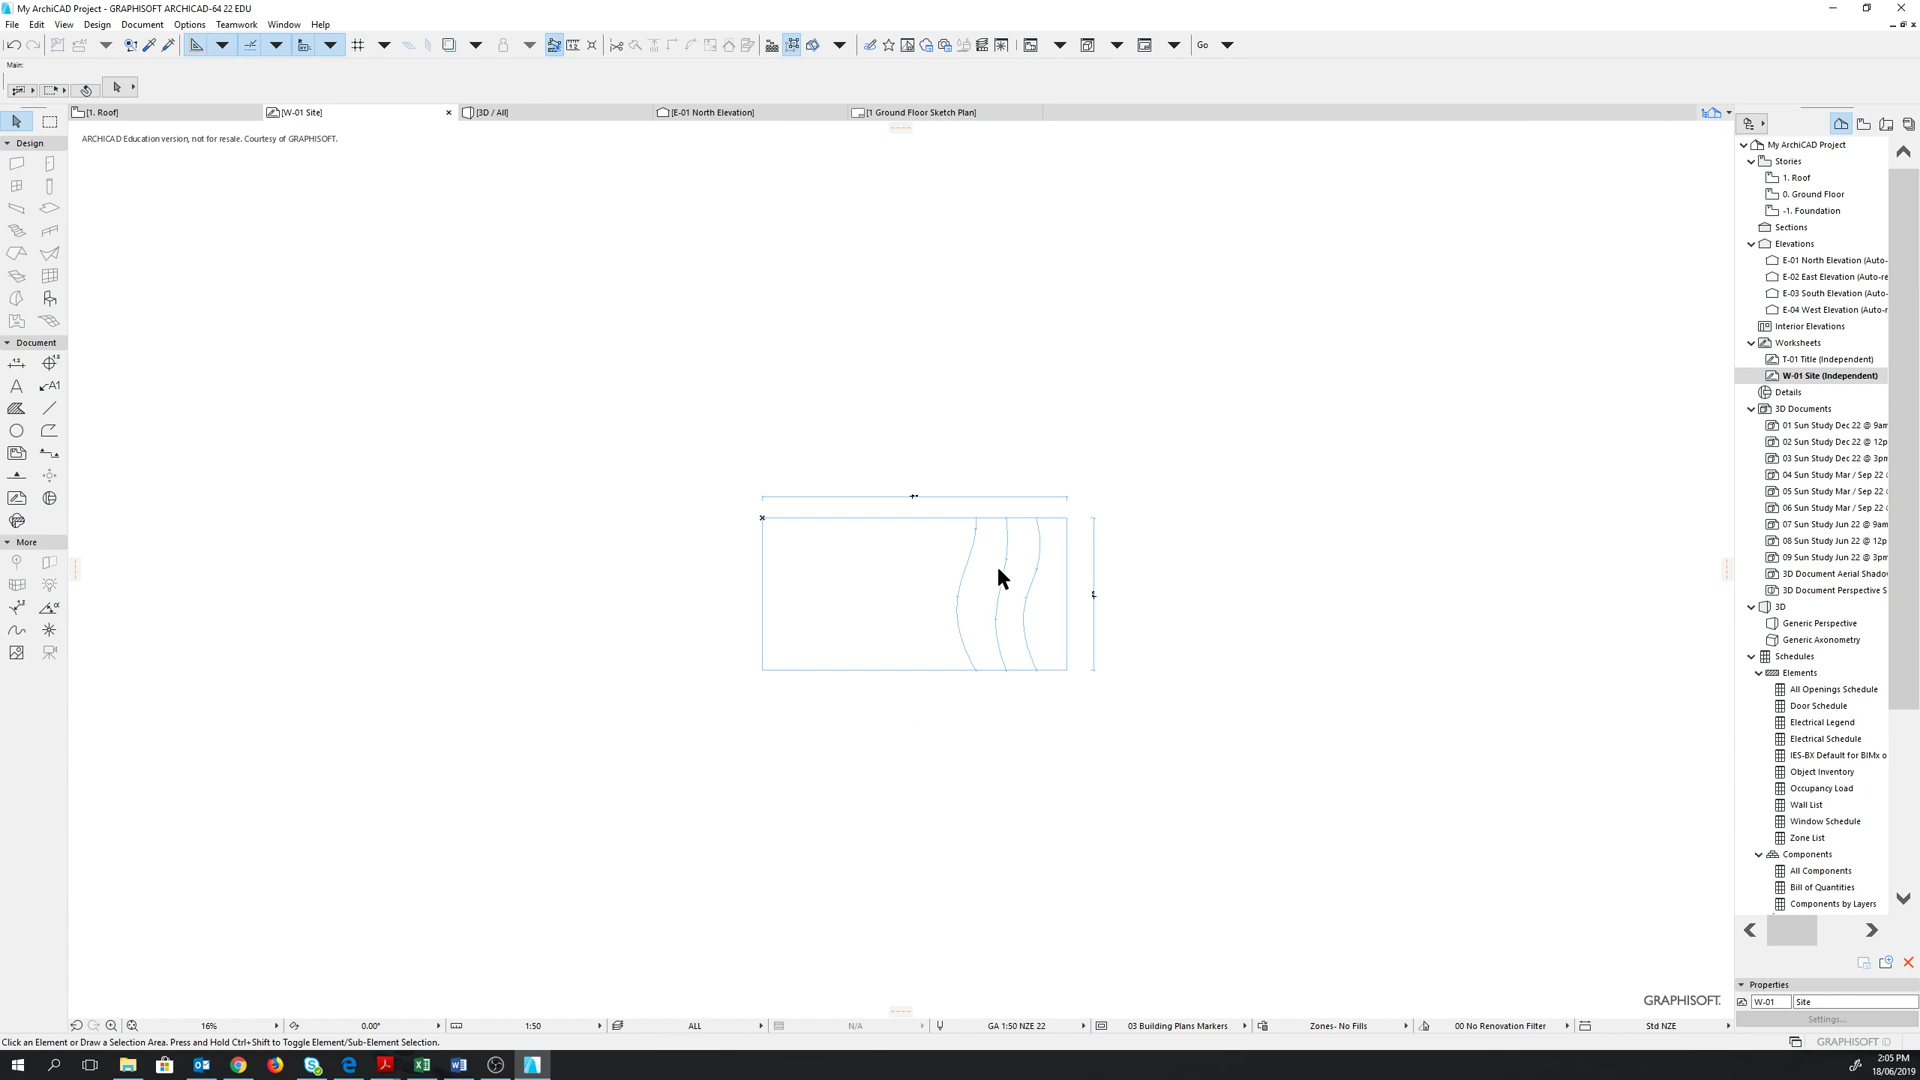 My ArchiCAD Project - GRAPHISOFT ARCHICAD-64 22 EDU
File Edit View Design Document Options Teamwork Window Help
Go
Main:
[1. Roof]
[W-01 Site]
[3D / All]
[E-01 North Elevation]
[1 Ground Floor Sketch Plan]
ARCHICAD Education version, not for resale. Courtesy of GRAPHISOFT.
Design
Document
A
A1
More
My ArchiCAD Project
Stories
1. Roof
0. Ground Floor
-1. Foundation
Sections
Elevations
E-01 North Elevation (Auto-
E-02 East Elevation (Auto-re
E-03 South Elevation (Auto-
E-04 West Elevation (Auto-r
Interior Elevations
Worksheets
T-01 Title (Independent)
W-01 Site (Independent)
Details
3D Documents
01 Sun Study Dec 22 @ 9am
02 Sun Study Dec 22 @ 12p
03 Sun Study Dec 22 @ 3pm
04 Sun Study Mar / Sep 22
05 Sun Study Mar / Sep 22
06 Sun Study Mar / Sep 22
07 Sun Study Jun 22 @ 9am
08 Sun Study Jun 22 @ 12p
09 Sun Study Jun 22 @ 3pm
3D Document Aerial Shadov
3D Document Perspective S
3D
Generic Perspective
Generic Axonometry
Schedules
Elements
All Openings Schedule
Door Schedule
Electrical Legend
Electrical Schedule
IES-BX Default for BIMx o
Object Inventory
Occupancy Load
Wall List
Window Schedule
Zone List
Components
All Components
Bill of Quantities
Components by Layers
Properties
W-01 Site
Settings...
GRAPHISOFT.
16% 0.00° 1:50 ALL N/A GA 1:50 NZE 22 03 Building Plans Markers Zones- No Fills 00 No Renovation Filter Std NZE
Click an Element or Draw a Selection Area. Press and Hold Ctrl+Shift to Toggle Element/Sub-Element Selection.
GRAPHISOFT ID
2:05 PM
18/06/2019